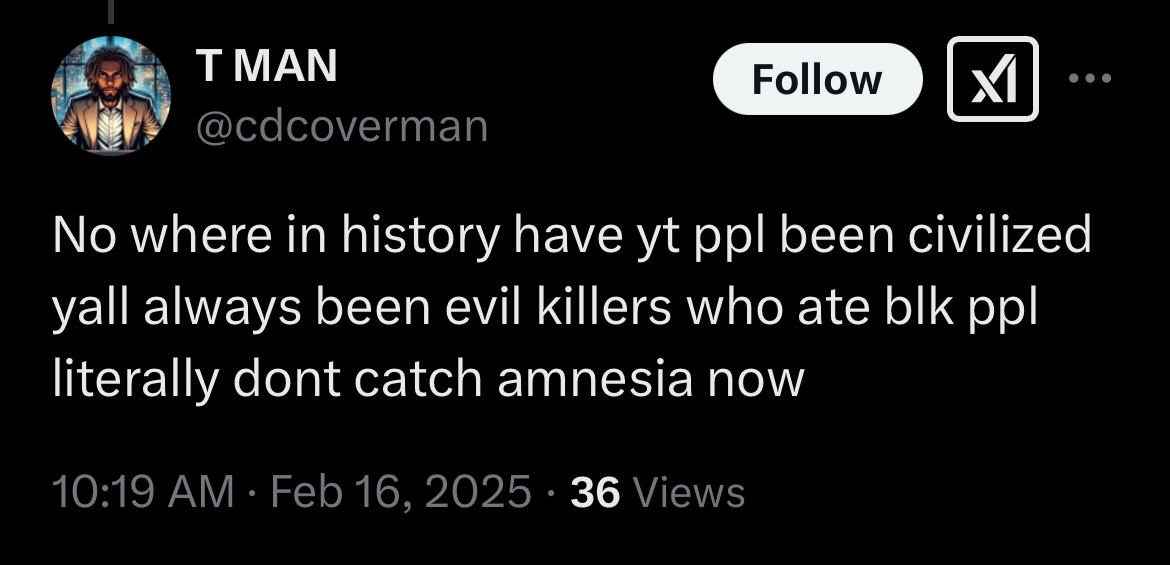 T MAN
Follow
@cdcoverman
No where in history have yt ppl been civilized
yall always been evil killers who ate blk ppl
literally dont catch amnesia now
10:19 AM · Feb 16, 2025 · 36 Views